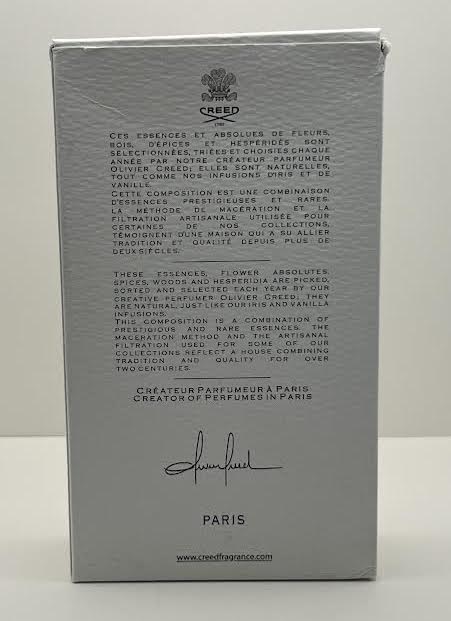 CREED
1760
CES ESSENCES ET ABSOLUES DE FLEURS,
BOIS, D'ÉPICES ET HESPÉRIDÉS SONT
SÉLECTIONNÉES, TRIÉES ET CHOISIES CHAQUE
ANNÉE PAR NOTRE CRÉATEUR PARFUMEUR
OLIVIER CREED; ELLES SONT NATURELLES,
TOUT COMME NOS INFUSIONS D'IRIS ET DE
VANILLE.
CETTE COMPOSITION EST UNE COMBINAISON
D'ESSENCES PRESTIGIEUSES ET RARES.
LA MÉTHODE DE MACÉRATION ET LA
FILTRATION ARTISANALE UTILISÉE POUR
CERTAINES DE NOS COLLECTIONS,
TÉMOIGNENT D'UNE MAISON QUI A SU ALLIER
TRADITION ET QUALITÉ DEPUIS PLUS DE
DEUX SIÈCLES.
THESE ESSENCES, FLOWER ABSOLUTES,
SPICES, WOODS AND HESPERIDIA ARE PICKED,
SORTED AND SELECTED EACH YEAR BY OUR
CREATIVE PERFUMER OLIVIER CREED; THEY
ARE NATURAL, JUST LIKE OUR IRIS AND VANILLA
INFUSIONS.
THIS COMPOSITION IS A COMBINATION OF
PRESTIGIOUS AND RARE ESSENCES. THE
MACERATION METHOD AND THE ARTISANAL
FILTRATION USED FOR SOME OF OUR
COLLECTIONS REFLECT A HOUSE COMBINING
TRADITION AND QUALITY FOR OVER
TWO CENTURIES.
CRÉATEUR PARFUMEUR À PARIS
CREATOR OF PERFUMES IN PARIS
PARIS
www.creedfragrance.com